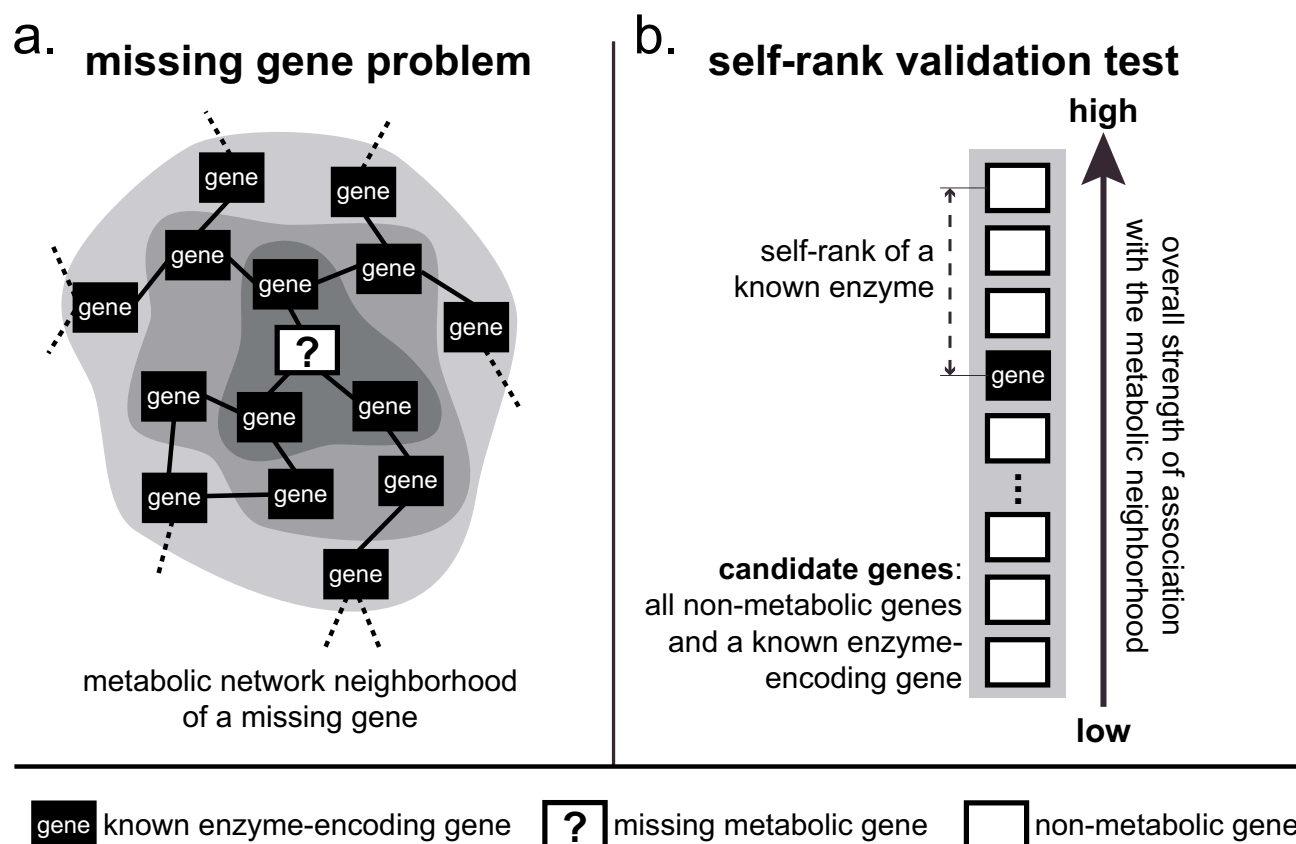 a.
missing gene problem
gene
gene
gene
gene
gene
gene
gene
?
gene
gene
gene
gene
gene
gene
gene
metabolic network neighborhood
of a missing gene
b.
self-rank validation test
high
self-rank of a
known enzyme
gene
candidate genes:
all non-metabolic genes
and a known enzyme-
encoding gene
low
overall strength of association
with the metabolic neighborhood
gene known enzyme-encoding gene
? missing metabolic gene
non-metabolic gene